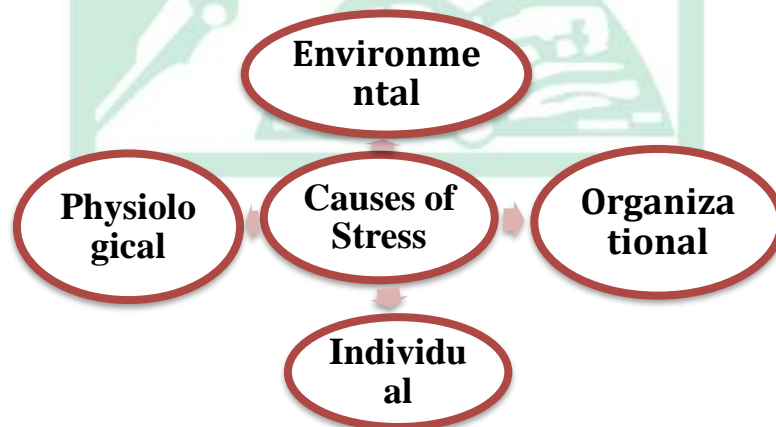 Environme
ntal
Physiolo
gical
Causes of
Stress
Organiza
tional
Individu
al